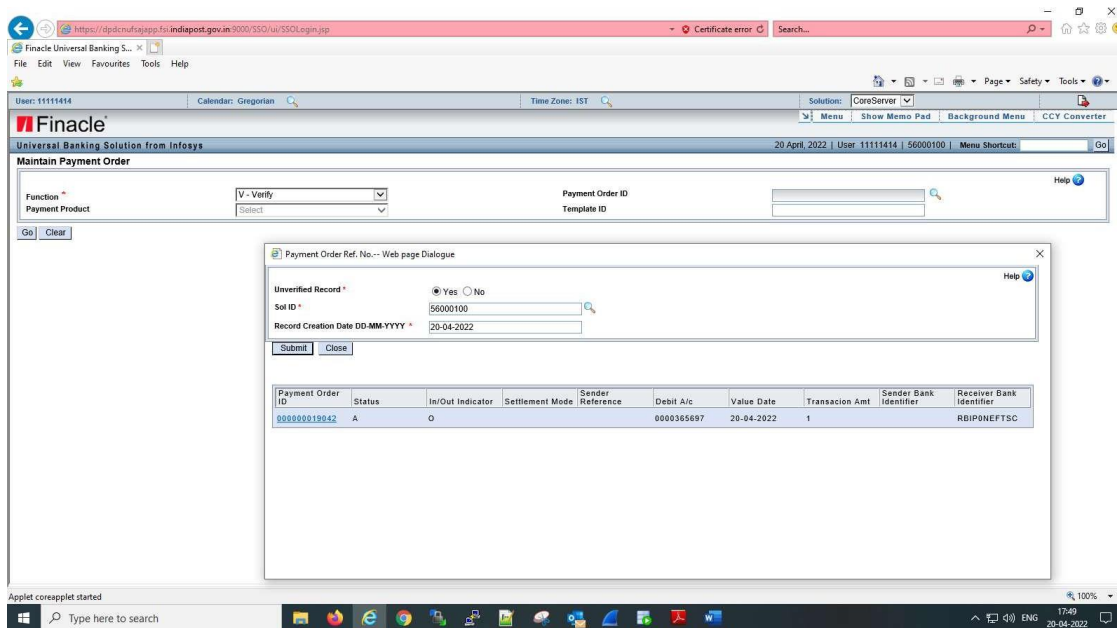 https://dpdcnufsajapp.fsi.indiapost.gov.in:9000/SSO/ui/SSOLogin.jsp
Certificate error
Search...
Finacle Universal Banking S...
File Edit View Favourites Tools Help
Page Safety Tools
User: 11111414 Calendar: Gregorian Time Zone: IST Solution: CoreServer
Finacle
Menu Show Memo Pad Background Menu CCY Converter
Universal Banking Solution from Infosys 20 April, 2022 | User 11111414 | 56000100 | Menu Shortcut: Go
Maintain Payment Order
Help
Function * V - Verify Payment Order ID
Payment Product Select Template ID
Go Clear
Payment Order Ref. No.-- Web page Dialogue
Help
Unverified Record * Yes No
Sol ID * 56000100
Record Creation Date DD-MM-YYYY * 20-04-2022
Submit Close
Payment Order ID Status In/Out Indicator Settlement Mode Sender Reference Debit A/c Value Date Transacion Amt Sender Bank Identifier Receiver Bank Identifier
000000019042 A O 0000365697 20-04-2022 1 RBIP0NEFTSC
Applet coreapplet started 100%
Type here to search ENG 17:49
20-04-2022